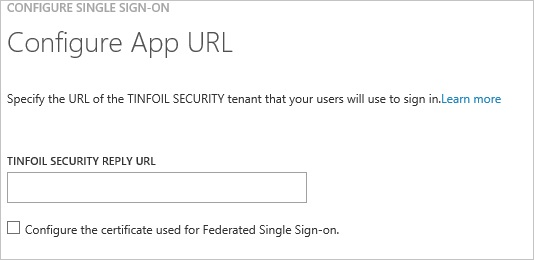 CONFIGURE SINGLE SIGN-ON
Configure App URL
Specify the URL of the TINFOIL SECURITY tenant that your users will use to sign in.Learn more
TINFOIL SECURITY REPLY URL
Configure the certificate used for Federated Single Sign-on.